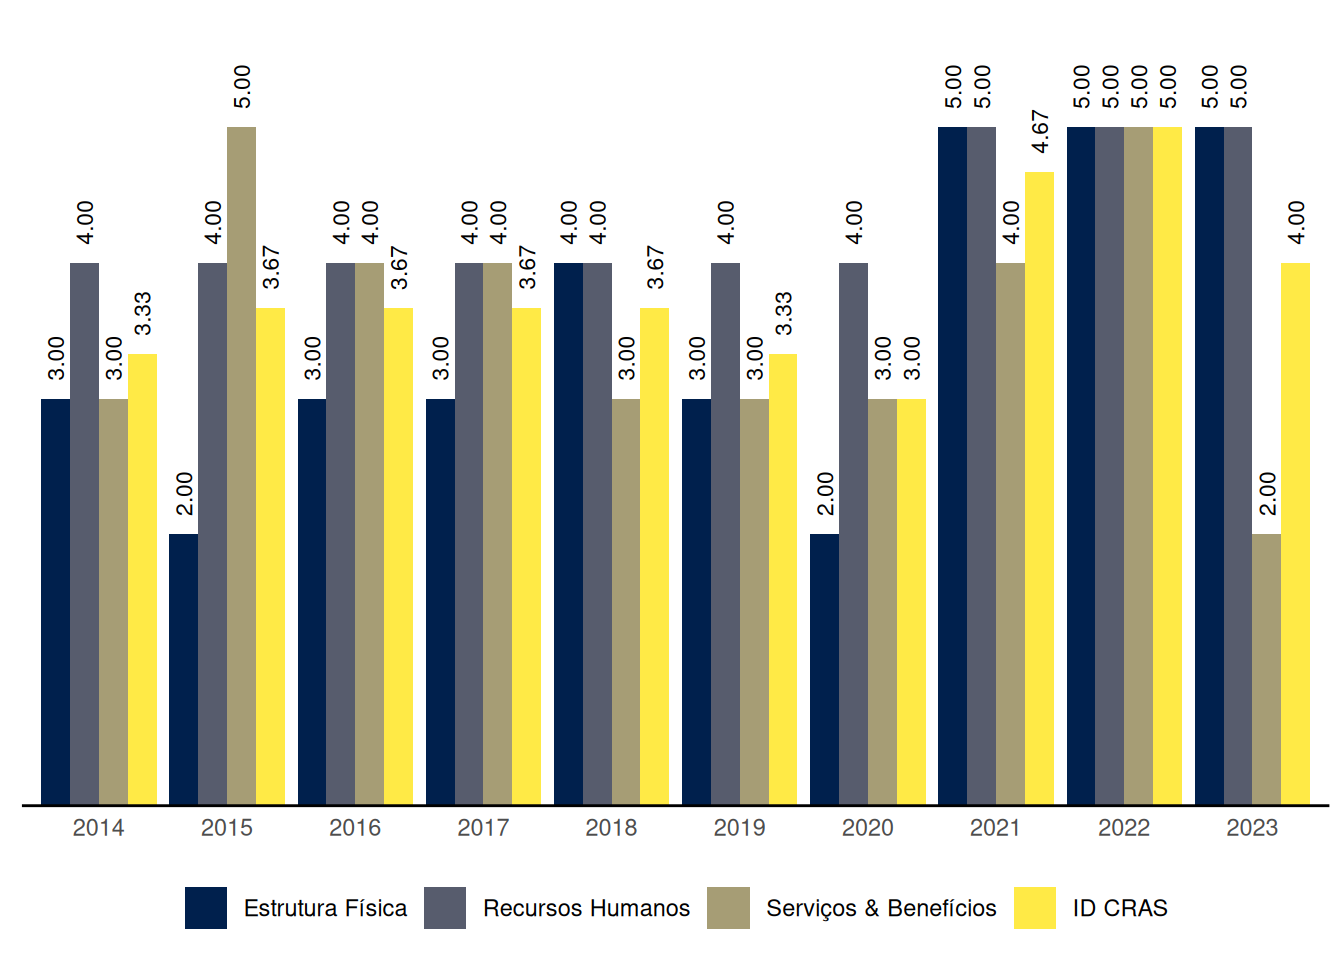 3.00 4.00 3.00 3.33 2.00 4.00 5.00 3.67 3.00 4.00 4.00 3.67 3.00 4.00 4.00 3.67 4.00 4.00 3.00 3.67 3.00 4.00 3.00 3.33 2.00 4.00 3.00 3.00 5.00 5.00 4.00 4.67 5.00 5.00 5.00 5.00 5.00 5.00 2.00 4.00
2014 2015 2016 2017 2018 2019 2020 2021 2022 2023
Estrutura Física Recursos Humanos Serviços & Benefícios ID CRAS